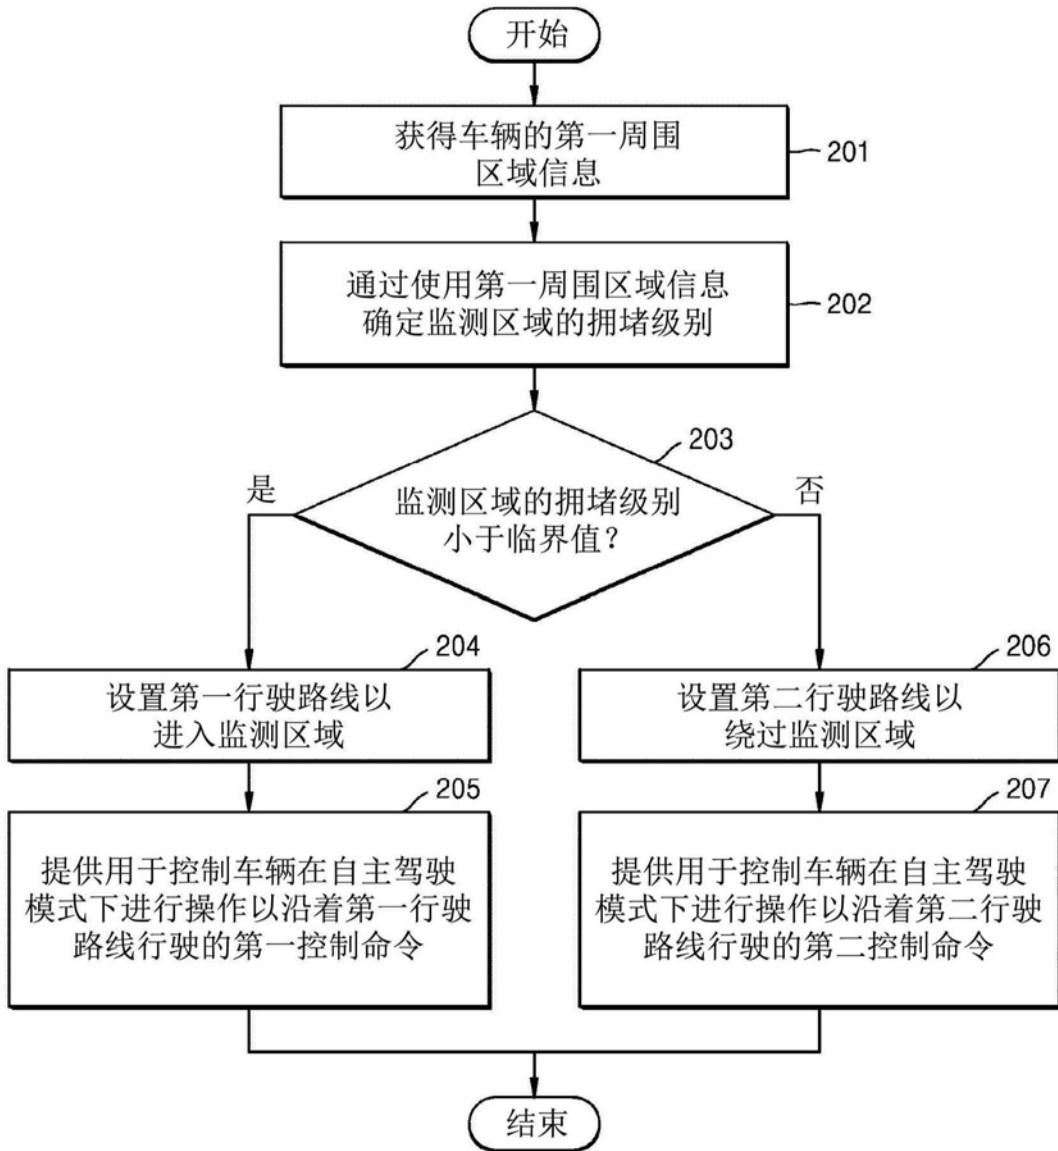 开始
获得车辆的第一周围
区域信息
201
通过使用第一周围区域信息
确定监测区域的拥堵级别
202
203
是
监测区域的拥堵级别
小于临界值？
否
204
设置第一行驶路线以
进入监测区域
206
设置第二行驶路线以
绕过监测区域
205
提供用于控制车辆在自主驾驶
模式下进行操作以沿着第一行驶
路线行驶的第一控制命令
207
提供用于控制车辆在自主驾驶
模式下进行操作以沿着第二行驶
路线行驶的第二控制命令
结束